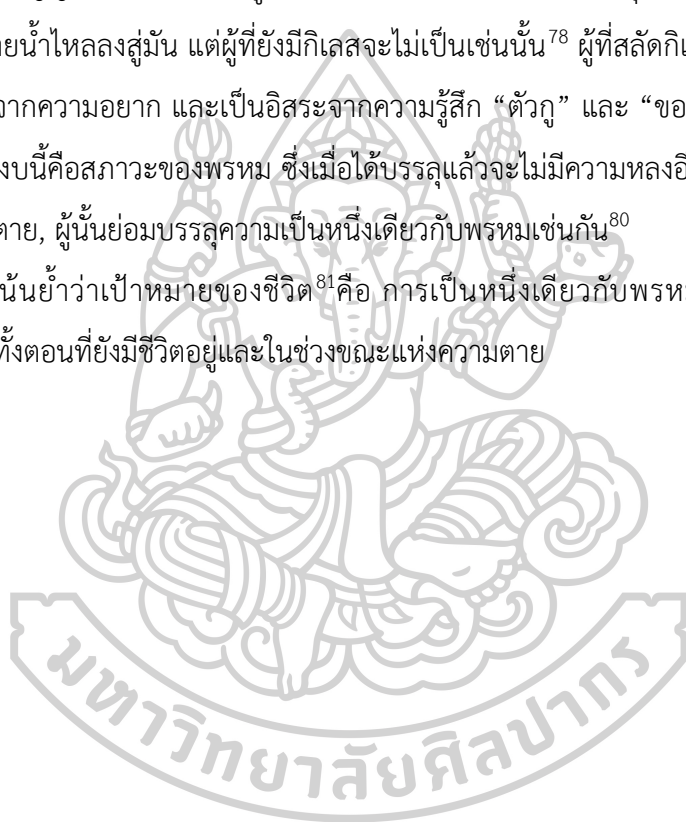 ยน้ำไหลลงสู่มัน แต่ผู้ที่ยังมีกิเลสจะไม่เป็นเช่นนั้น78 ผู้ที่สลัดกิเ
จากความอยาก และเป็นอิสระจากความรู้สึก “ตัวกู” และ “ขอ
งบนี้คือสภาวะของพรหม ซึ่งเมื่อได้บรรลุแล้วจะไม่มีความหลงอี
ตาย, ผู้นั้นย่อมบรรลุความเป็นหนึ่งเดียวกับพรหมเช่นกัน80
น้นย้ำว่าเป้าหมายของชีวิต81คือ การเป็นหนึ่งเดียวกับพรห
ทั้งตอนที่ยังมีชีวิตอยู่และในช่วงขณะแห่งความตาย
มหาวิทยาลัยศิลปากร